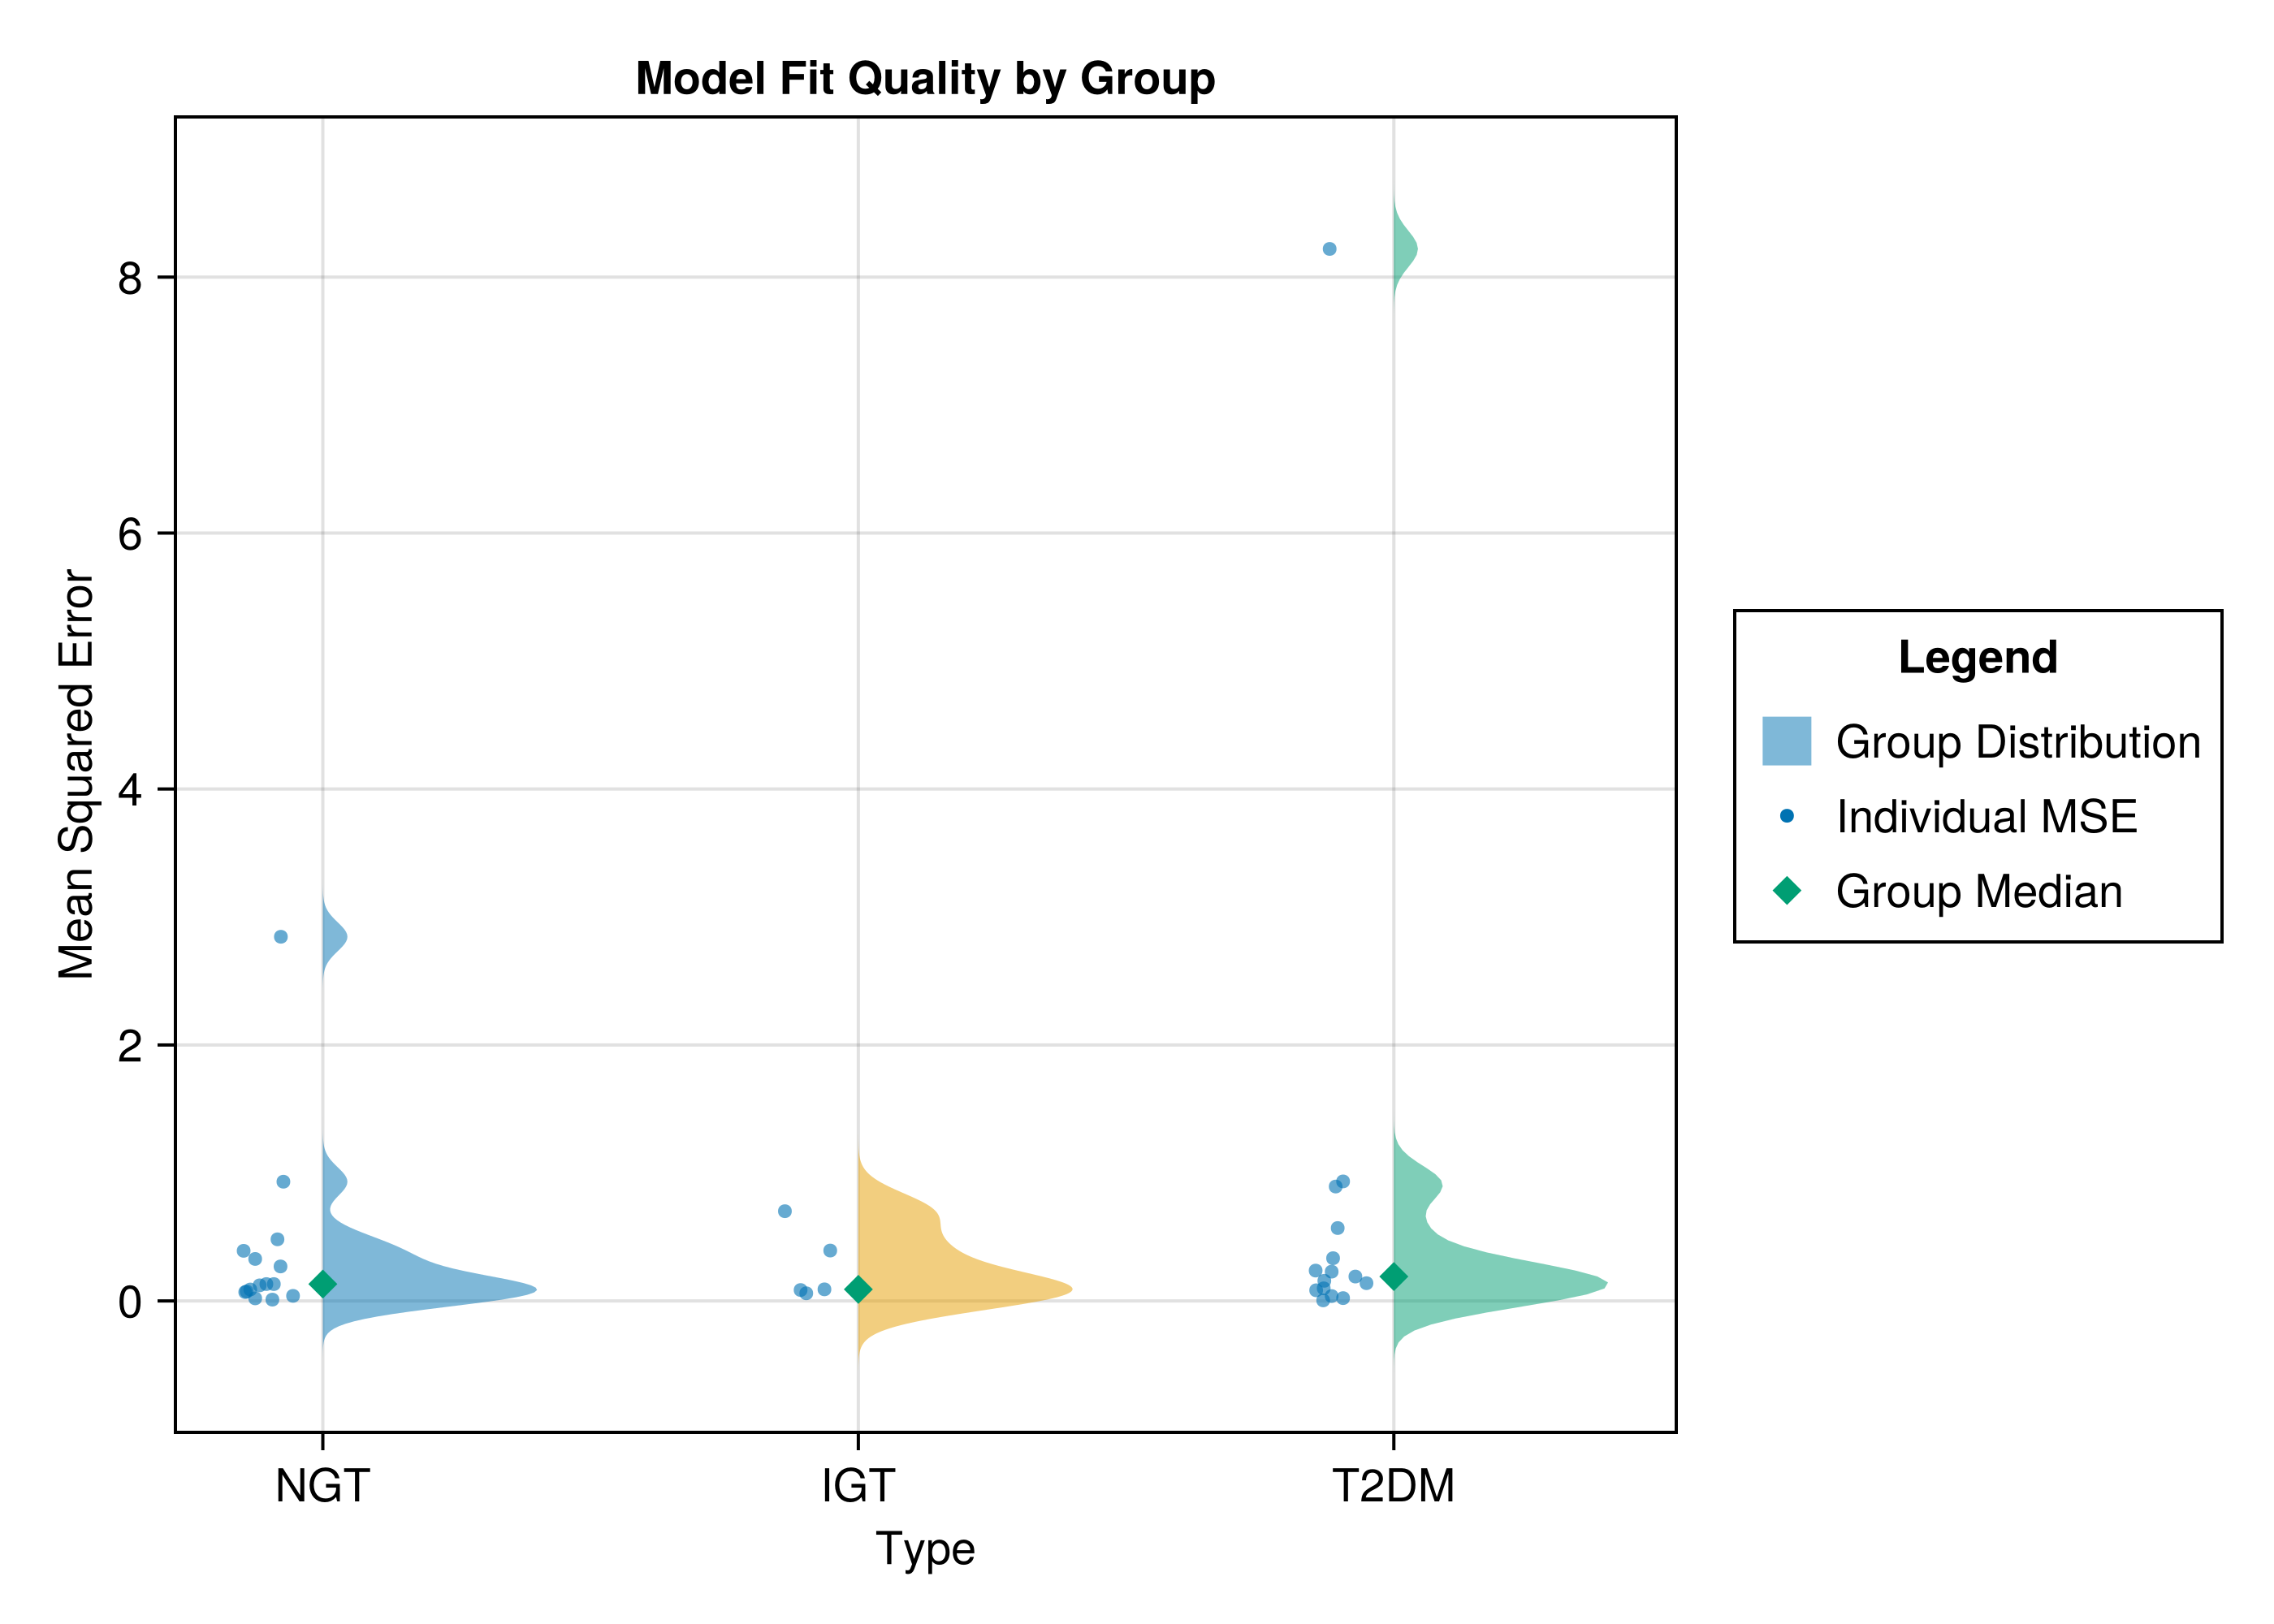 Model Fit Quality by Group
Mean Squared Error
8
6
4
2
0
NGT
IGT
T2DM
Type
Legend
Group Distribution
Individual MSE
Group Median